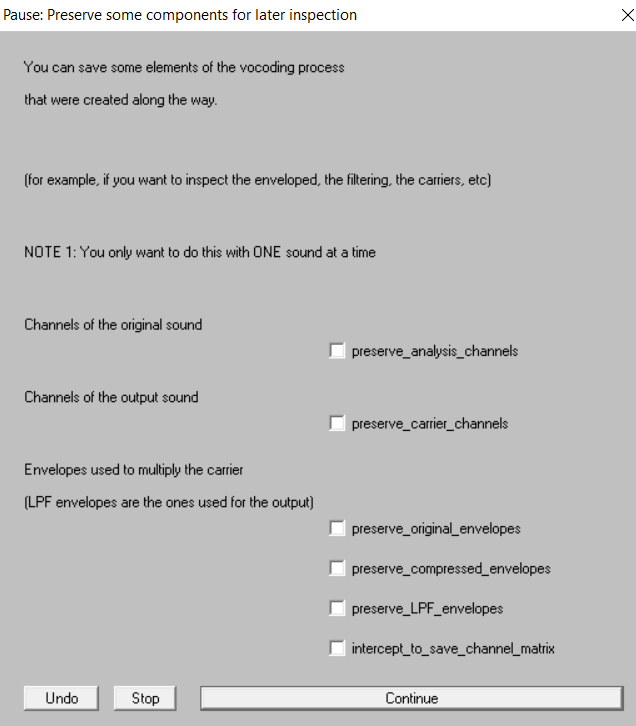 Pause: Preserve some components for later inspection
You can save some elements of the vocoding process
that were created along the way.
(for example, if you want to inspect the enveloped, the filtering, the carriers, etc)
NOTE 1: You only want to do this with ONE sound at a time
Channels of the original sound
preserve_analysis_channels
Channels of the output sound
preserve_carrier_channels
Envelopes used to multiply the carrier
(LPF envelopes are the ones used for the output)
preserve_original_envelopes
preserve_compressed_envelopes
preserve_LPF_envelopes
intercept_to_save_channel_matrix
Undo Stop Continue